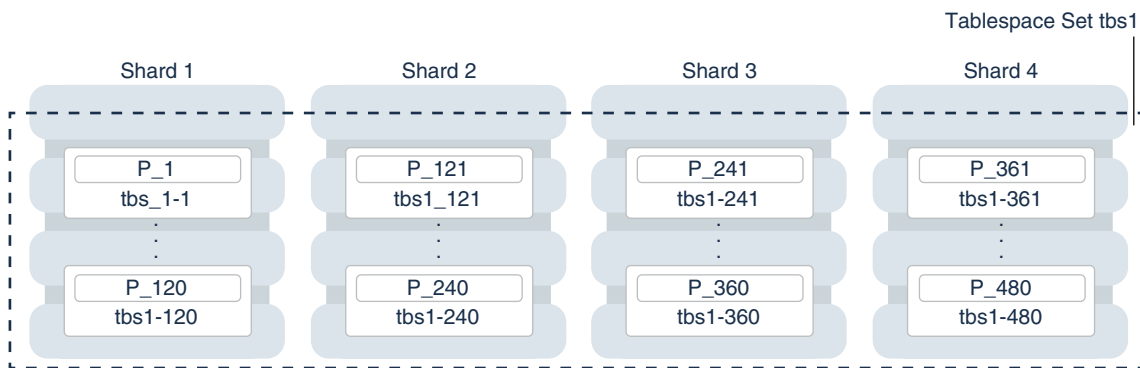 Tablespace Set tbs1
Shard 1
Shard 2
Shard 3
Shard 4
P_1
tbs_1-1
P_121
tbs1_121
P_241
tbs1-241
P_361
tbs1-361
P_120
tbs1-120
P_240
tbs1-240
P_360
tbs1-360
P_480
tbs1-480